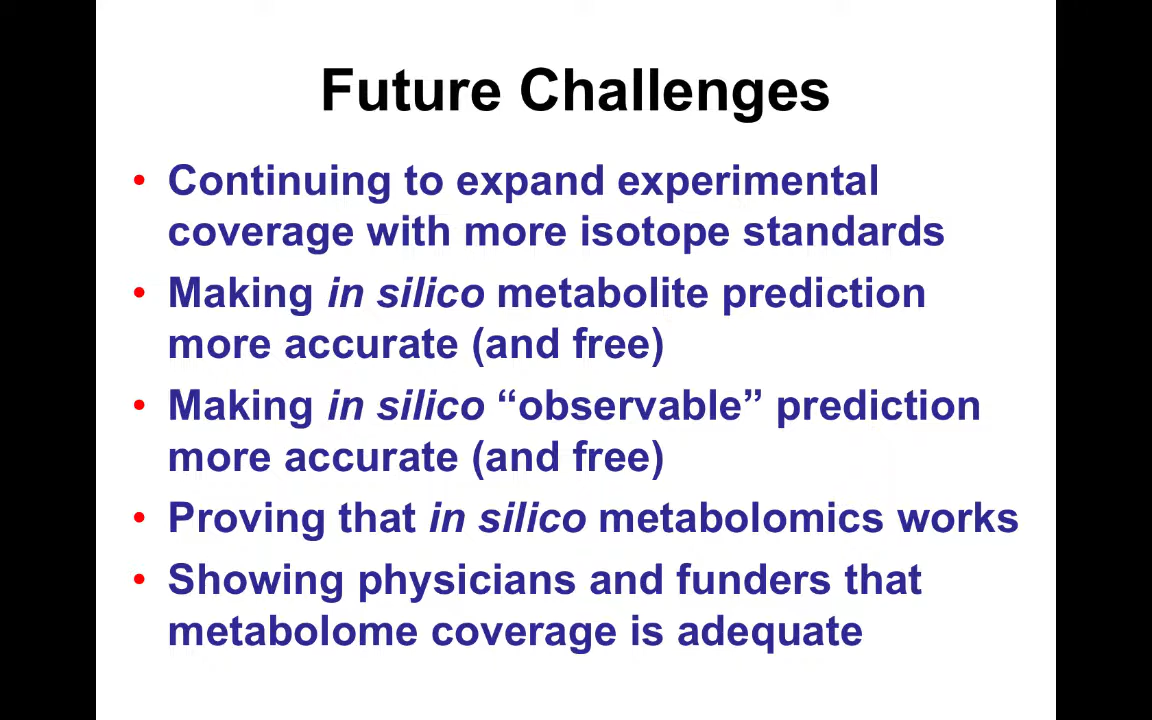 Future Challenges
• Continuing to expand experimental
coverage with more isotope standards
• Making in silico metabolite prediction
more accurate (and free)
• Making in silico “observable” prediction
more accurate (and free)
• Proving that in silico metabolomics works
• Showing physicians and funders that
metabolome coverage is adequate